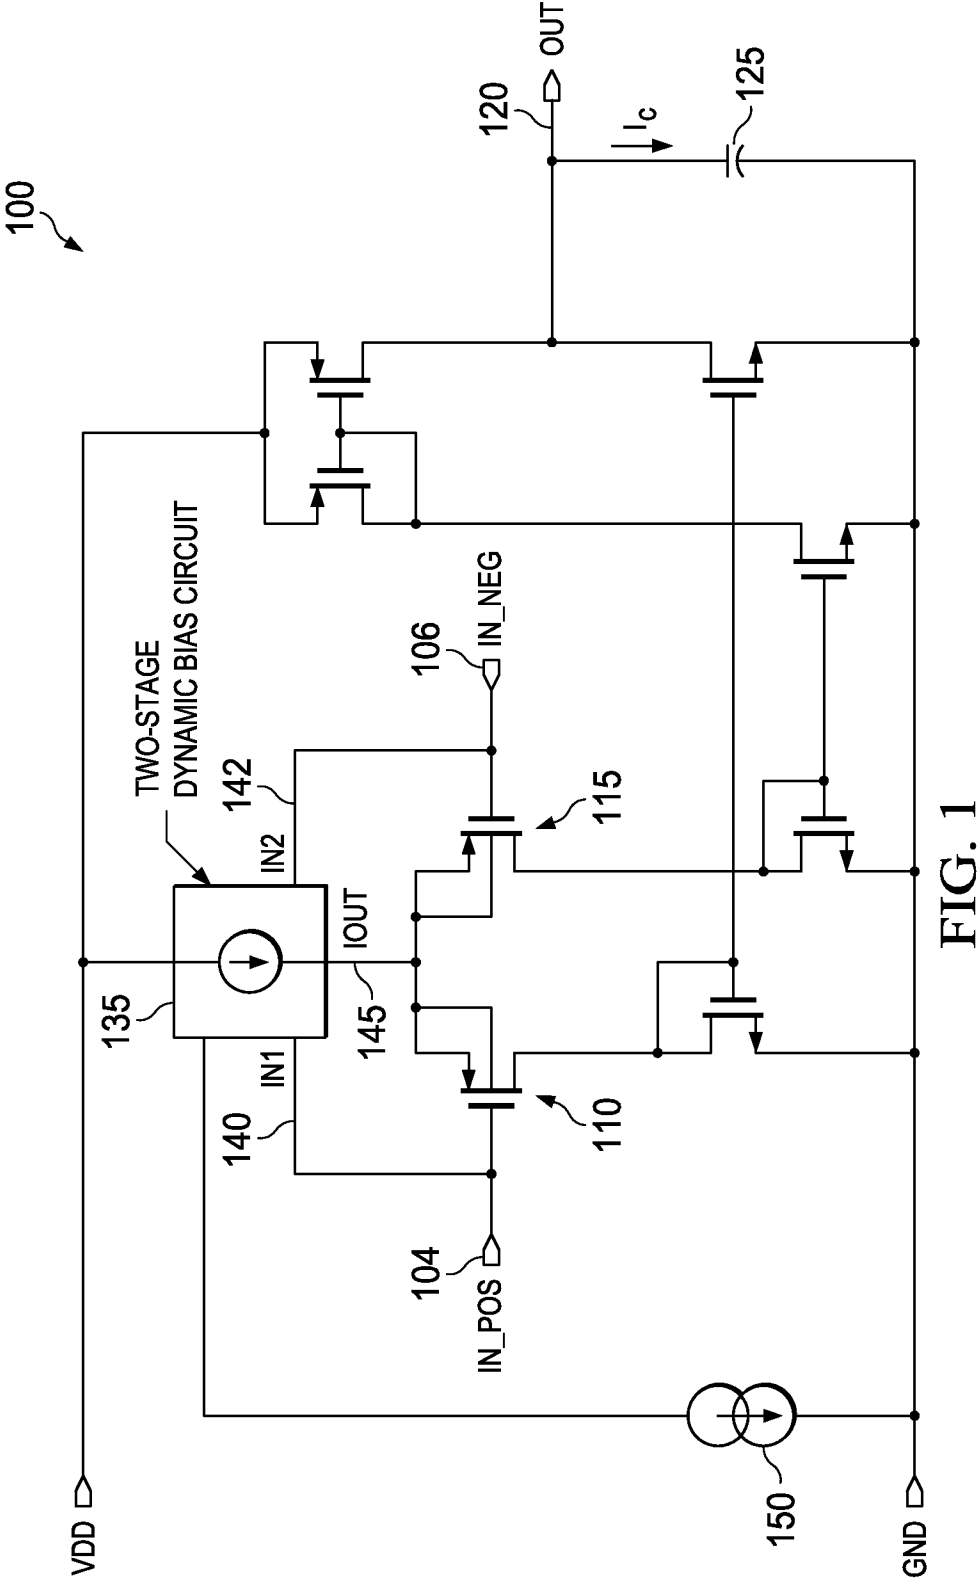 100
VDD
TWO-STAGE
DYNAMIC BIAS CIRCUIT
135
IN1
140
IN2
142
IOUT
145
104
IN_POS
106
IN_NEG
110
115
120
OUT
IC
125
150
GND
FIG. 1